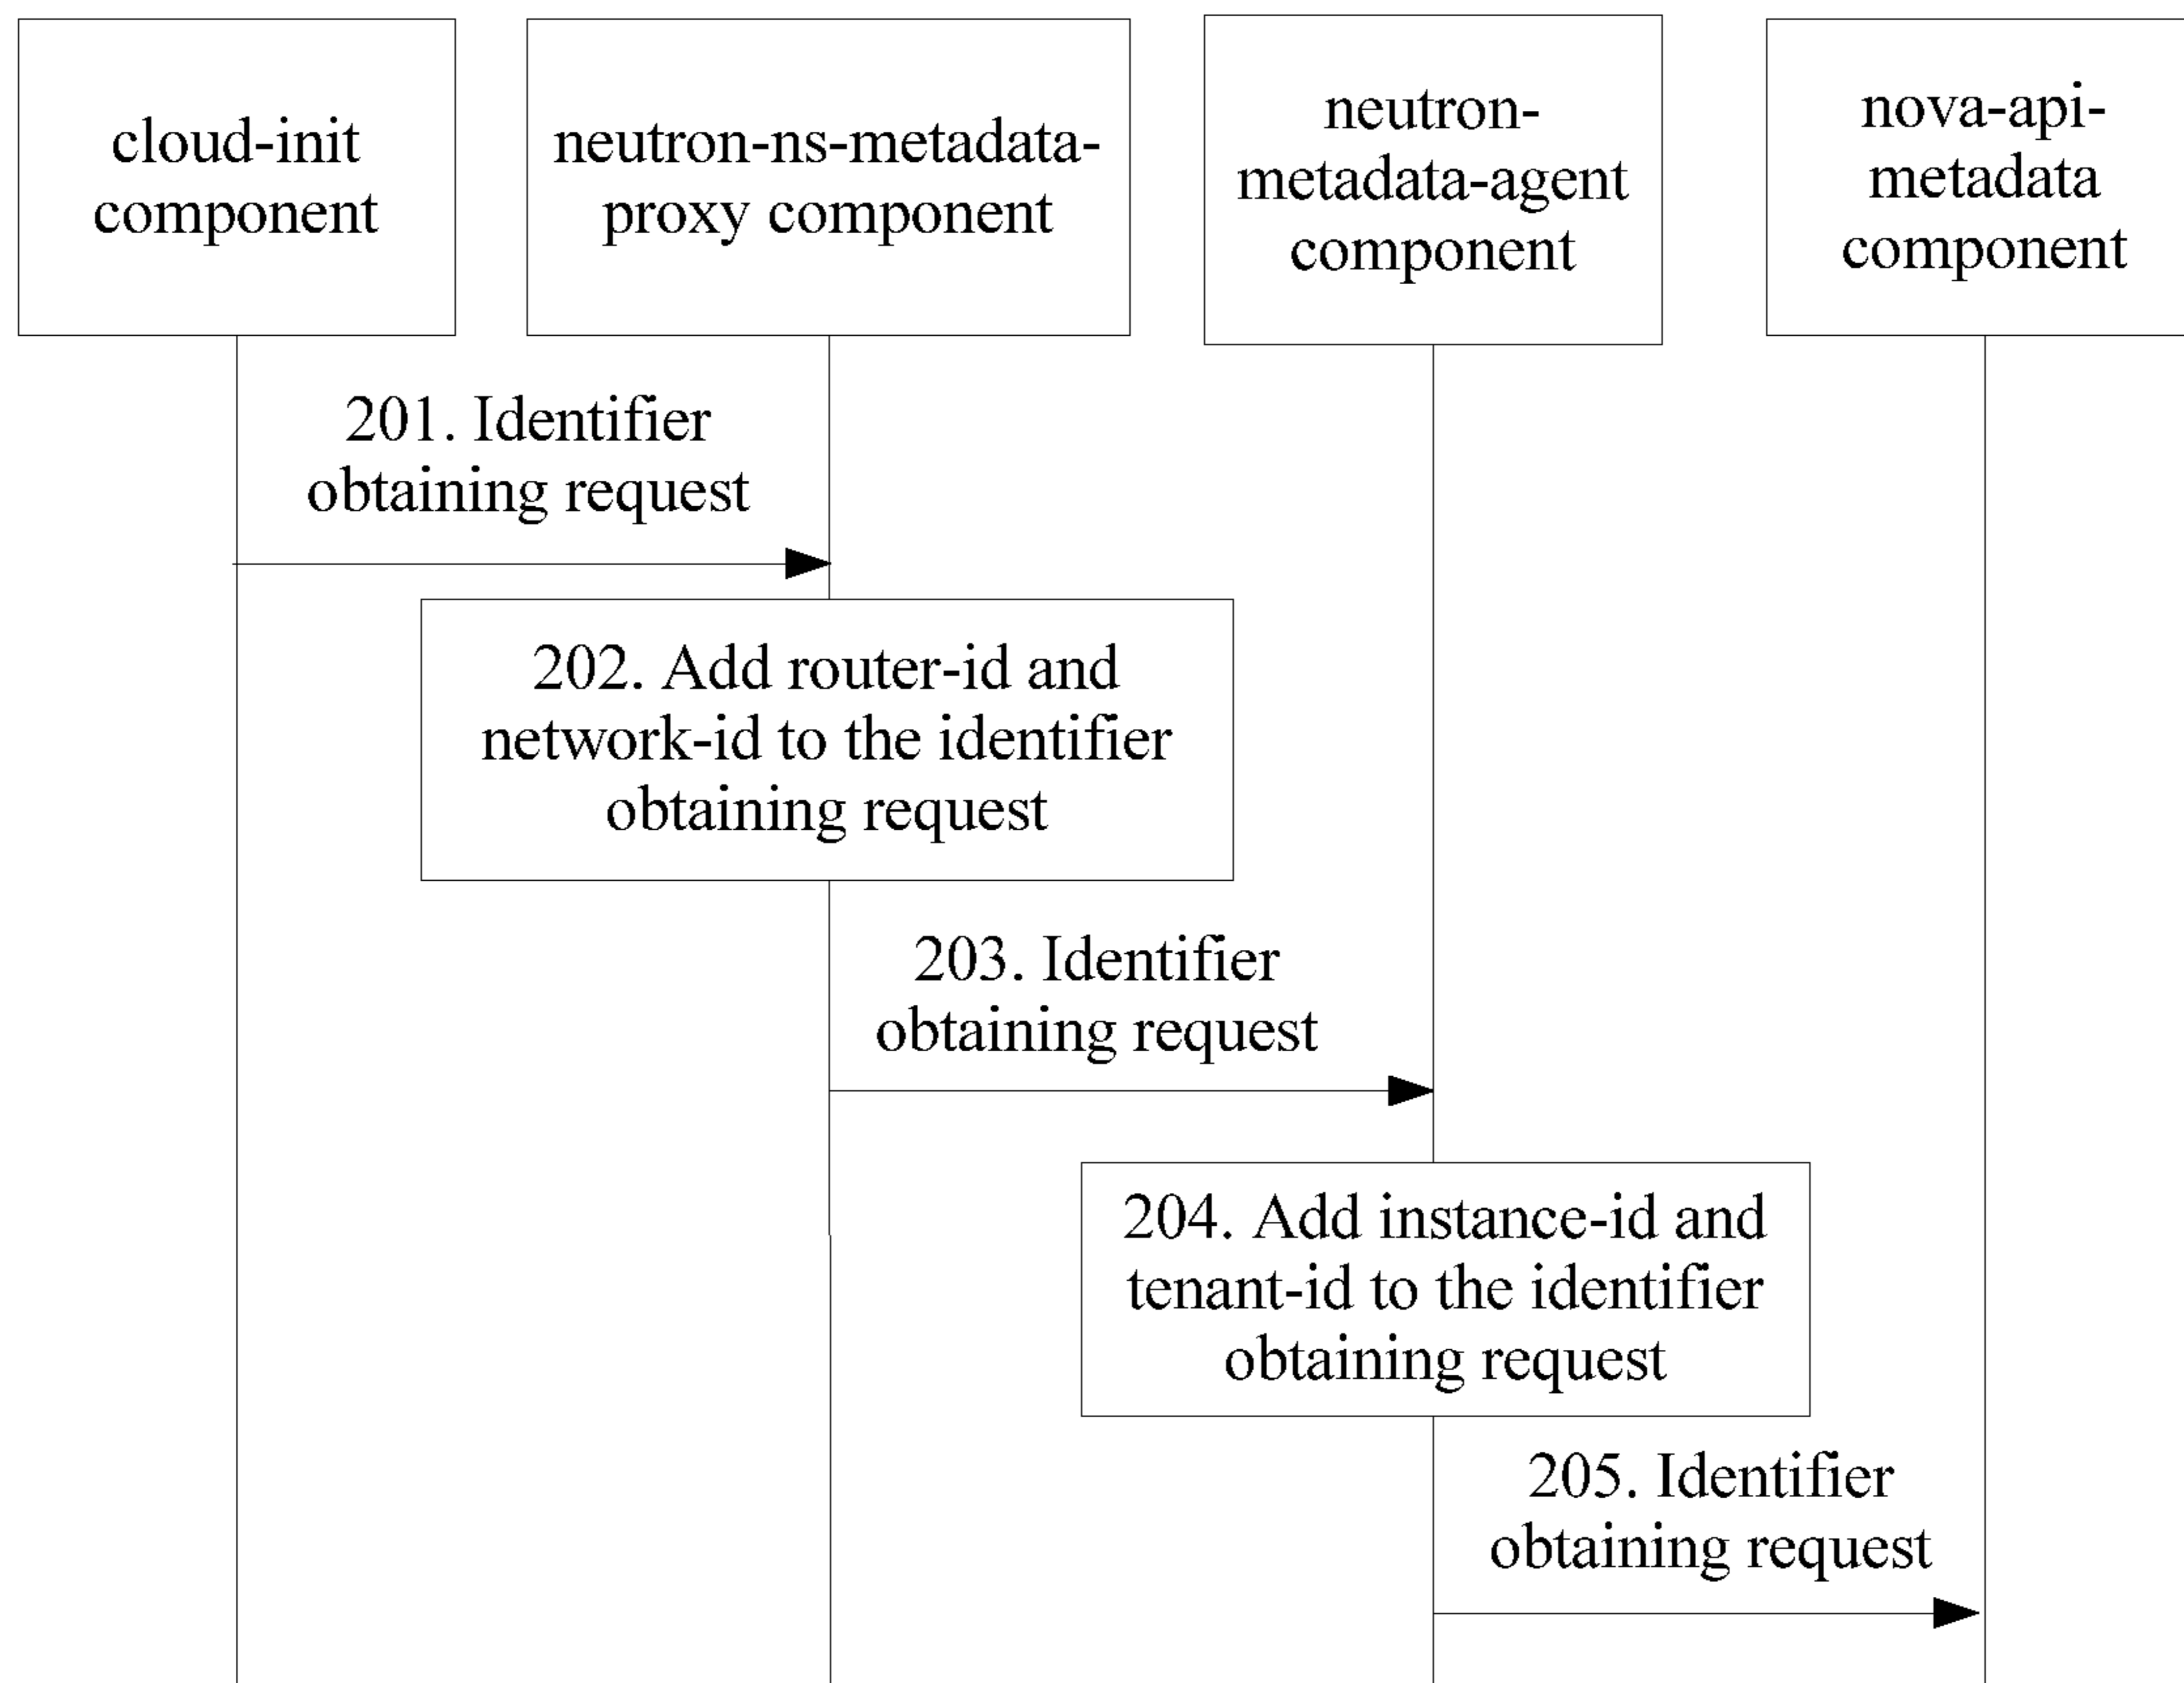 cloud-init
component
neutron-ns-metadata-
proxy component
neutron-
metadata-agent
component
nova-api-
metadata
component
201. Identifier
obtaining request
202. Add router-id and
network-id to the identifier
obtaining request
203. Identifier
obtaining request
204. Add instance-id and
tenant-id to the identifier
obtaining request
205. Identifier
obtaining request